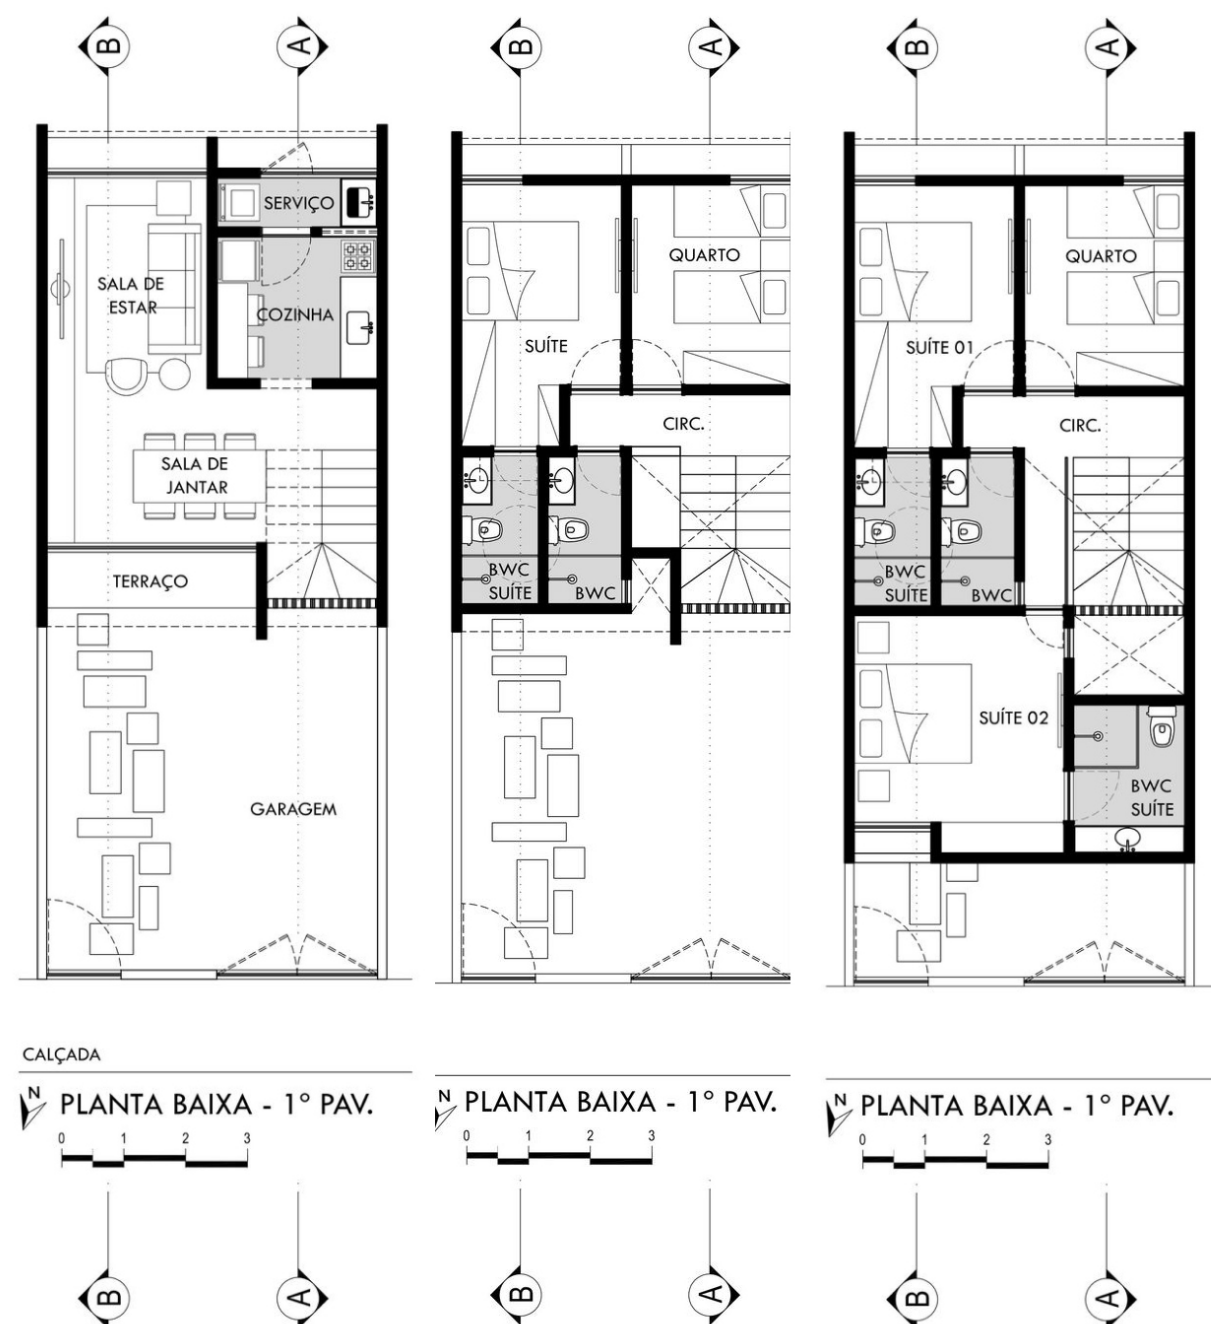 B
A
SERVIÇO
SALA DE
ESTAR
COZINHA
SALA DE
JANTAR
TERRAÇO
GARAGEM
CALÇADA
N
PLANTA BAIXA - 1° PAV.
0 1 2 3
B
A
B
A
QUARTO
SUÍTE
CIRC.
BWC
SUÍTE
BWC
N
PLANTA BAIXA - 1° PAV.
0 1 2 3
B
A
B
A
QUARTO
SUÍTE 01
CIRC.
BWC
SUÍTE
BWC
SUÍTE 02
BWC
SUÍTE
N
PLANTA BAIXA - 1° PAV.
0 1 2 3
B
A